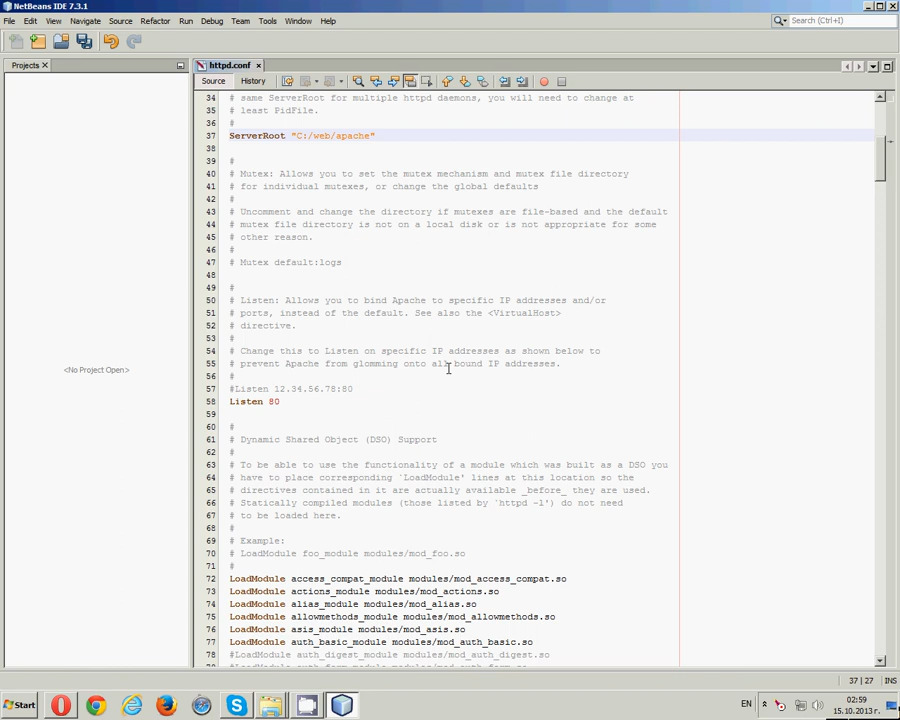 NetBeans IDE 7.3.1
File Edit View Navigate Source Refactor Run Debug Team Tools Window Help
Search (Ctrl+I)
Projects
httpd.conf
Source History
<No Project Open>
34 # same ServerRoot for multiple httpd daemons, you will need to change at
35 # least PidFile.
36 #
37 ServerRoot "C:/web/apache"
38
39 #
40 # Mutex: Allows you to set the mutex mechanism and mutex file directory
41 # for individual mutexes, or change the global defaults
42 #
43 # Uncomment and change the directory if mutexes are file-based and the default
44 # mutex file directory is not on a local disk or is not appropriate for some
45 # other reason.
46 #
47 # Mutex default:logs
48
49 #
50 # Listen: Allows you to bind Apache to specific IP addresses and/or
51 # ports, instead of the default. See also the <VirtualHost>
52 # directive.
53 #
54 # Change this to Listen on specific IP addresses as shown below to
55 # prevent Apache from glomming onto all bound IP addresses.
56 #
57 #Listen 12.34.56.78:80
58 Listen 80
59
60 #
61 # Dynamic Shared Object (DSO) Support
62 #
63 # To be able to use the functionality of a module which was built as a DSO you
64 # have to place corresponding `LoadModule' lines at this location so the
65 # directives contained in it are actually available _before_ they are used.
66 # Statically compiled modules (those listed by `httpd -l') do not need
67 # to be loaded here.
68 #
69 # Example:
70 # LoadModule foo_module modules/mod_foo.so
71 #
72 LoadModule access_compat_module modules/mod_access_compat.so
73 LoadModule actions_module modules/mod_actions.so
74 LoadModule alias_module modules/mod_alias.so
75 LoadModule allowmethods_module modules/mod_allowmethods.so
76 LoadModule asis_module modules/mod_asis.so
77 LoadModule auth_basic_module modules/mod_auth_basic.so
78 #LoadModule auth_digest_module modules/mod_auth_digest.so
37 | 27 INS
Start
EN
02:59
15.10.2013 г.